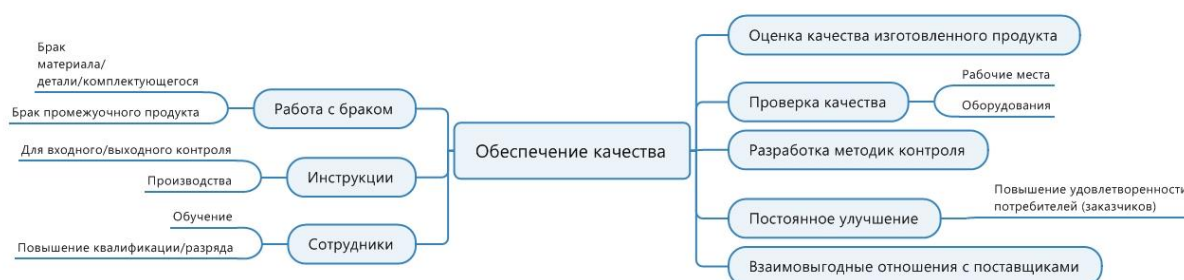 Брак
материала/
детали/комплектующегося
Брак промежуочного продукта
Работа с браком
Для входного/выходного контроля
Производства
Инструкции
Обучение
Повышение квалификации/разряда
Сотрудники
Обеспечение качества
Оценка качества изготовленного продукта
Проверка качества
Рабочие места
Оборудования
Разработка методик контроля
Постоянное улучшение
Повышение удовлетворенности
потребителей (заказчиков)
Взаимовыгодные отношения с поставщиками